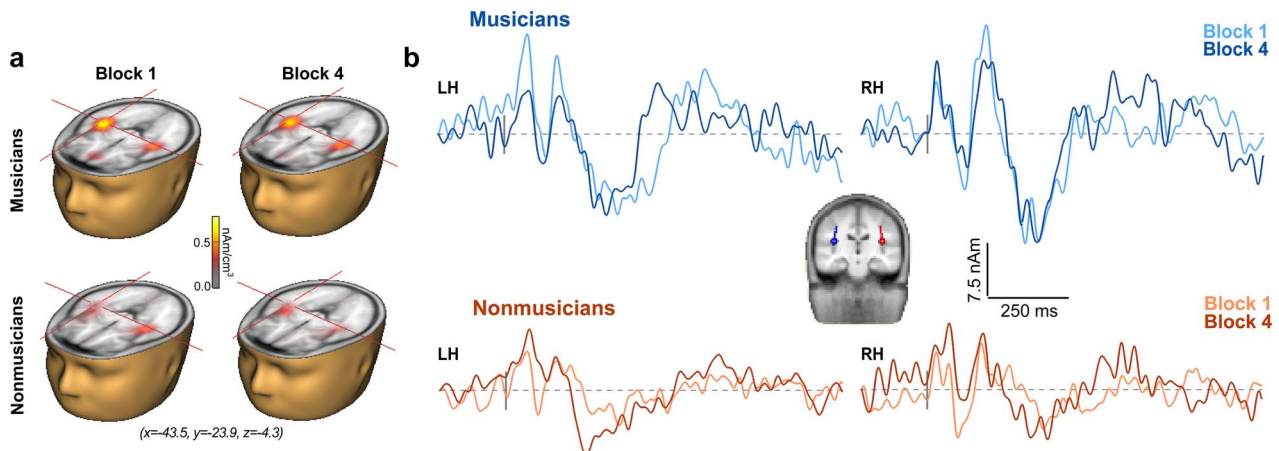 a
Block 1
Block 4
Musicians
0.5
0.0
nAm/cm³
Nonmusicians
(x=-43.5, y=-23.9, z=-4.3)
b
Musicians
Block 1
Block 4
LH
RH
7.5 nAm
250 ms
Nonmusicians
Block 1
Block 4
LH
RH